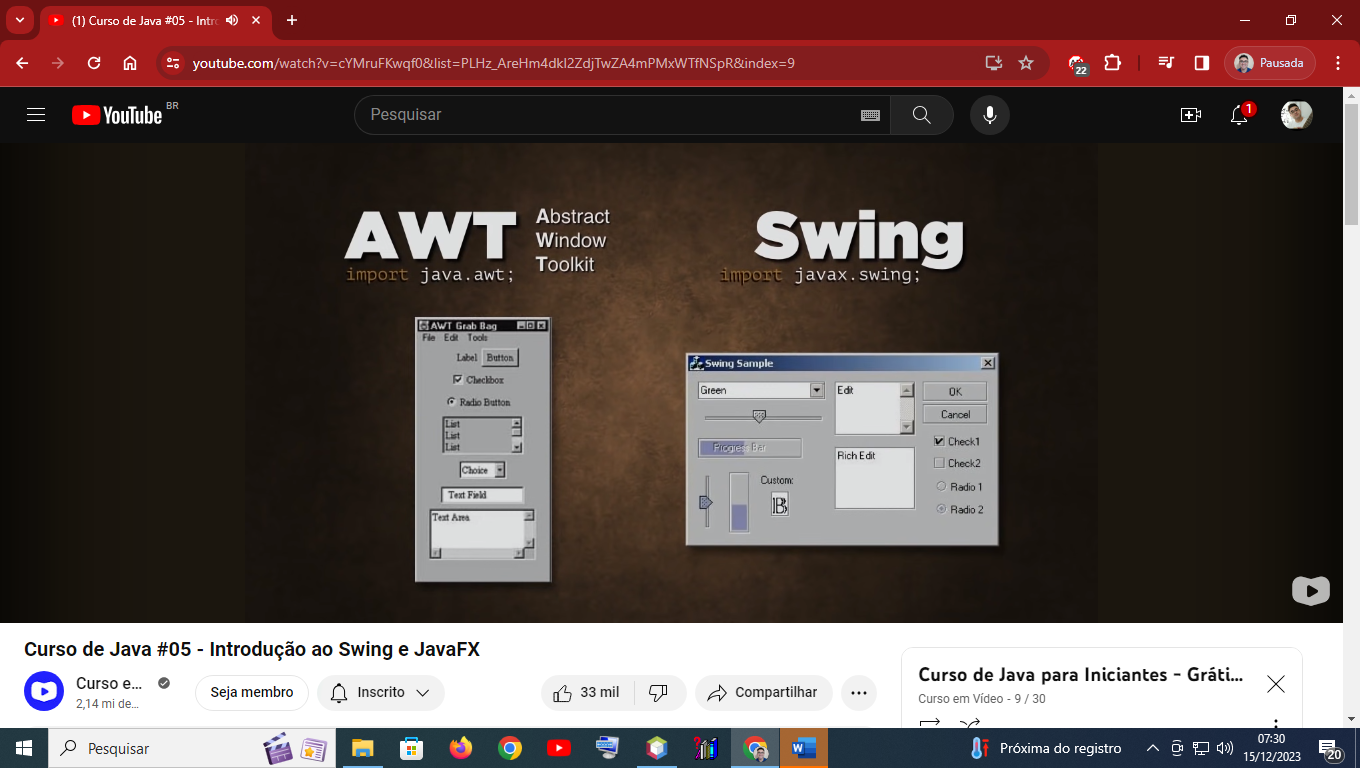 (1) Curso de Java #05 - Intro
youtube.com/watch?v=cYMruFKwqf0&list=PLHz_AreHm4dkI2ZdjTwZA4mPMxWTfNSpR&index=9
22
Pausada
YouTube BR
Pesquisar
1
AWT Abstract
Window
Toolkit
import java.awt;
Swing
import javax.swing;
AWT Grab Bag
File Edit Tools
Label Button
Checkbox
Radio Button
List
List
List
Choice
Text Field
Text Area
Swing Sample
Green
Edit
OK
Cancel
Progress Bar
Check1
Rich Edit
Check2
Custom:
B
Radio 1
Radio 2
Curso de Java #05 - Introdução ao Swing e JavaFX
Curso e...
2,14 mi de...
Seja membro
Inscrito
33 mil
Compartilhar
Curso de Java para Iniciantes - Gráti...
Curso em Vídeo - 9 / 30
Pesquisar
Próxima do registro
07:30
15/12/2023
20